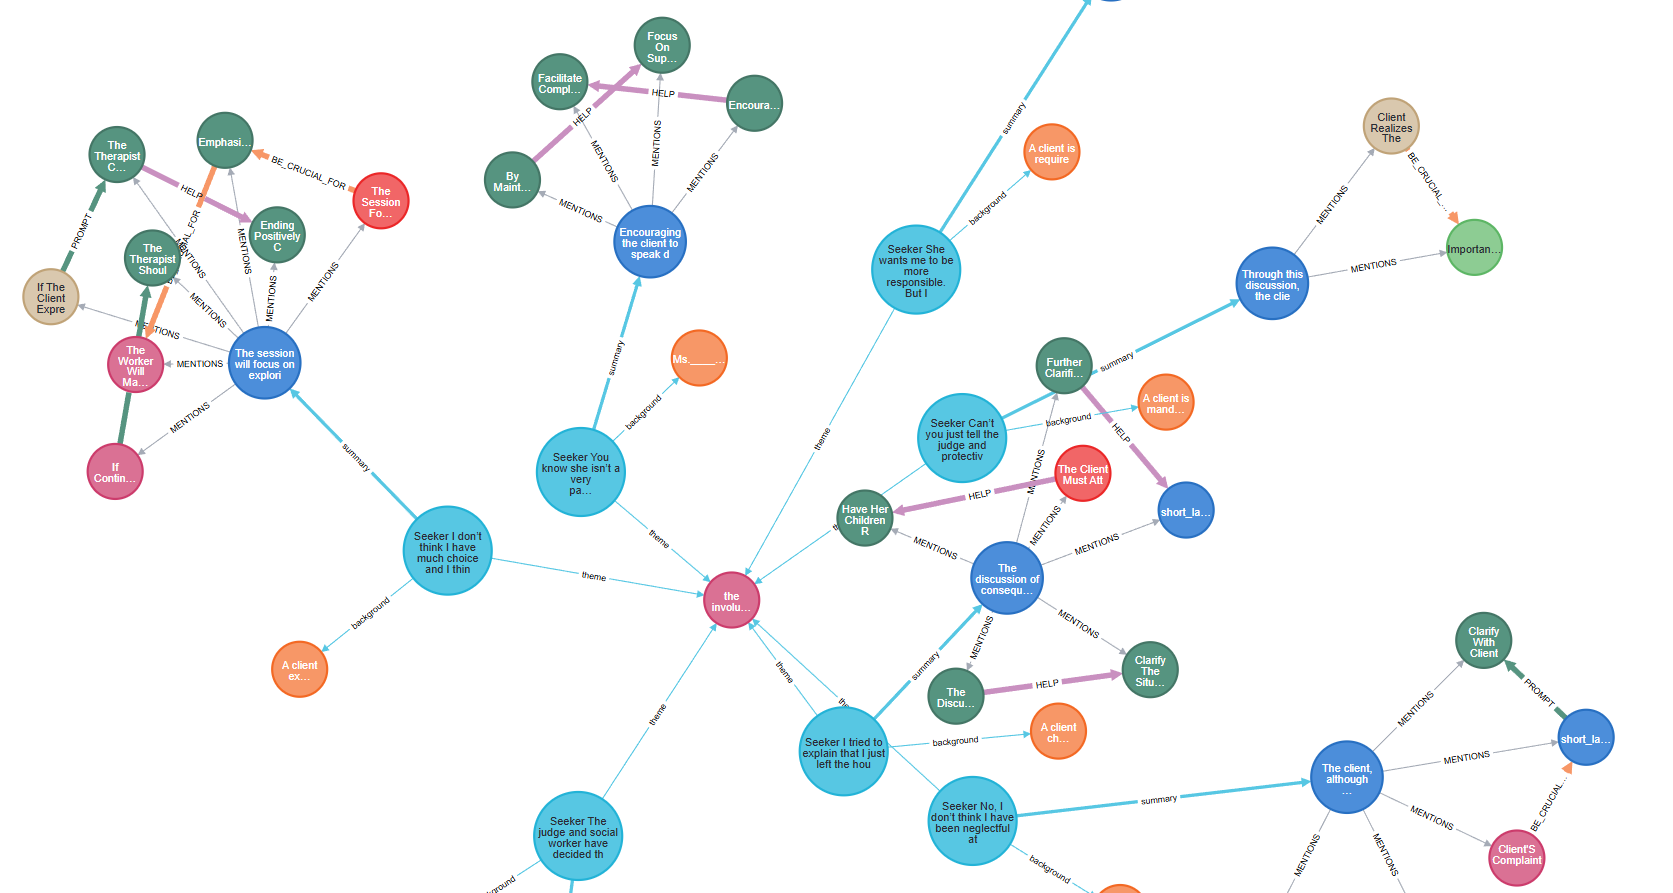 Focus
On
Sup...
Facilitate
Compl...
HELP
Encoura...
HELP
MENTIONS
MENTIONS
MENTIONS
By
Maint...
MENTIONS
Encouraging
the client to
speak d
summary
Ms.____...
background
Seeker You
know she isn't a
very
pa...
theme
The
Therapist
C...
Emphasi...
BE_CRUCIAL_FOR
The
Session
Fo...
HELP
PROMPT
Ending
Positively
C
The
Therapist
Shoul
AL_FOR
MENTIONS
MENTIONS
MENTIONS
MENTIONS
MENTIONS
If The
Client
Expre
The
Worker
Will
Ma...
MENTIONS
The session
will focus on
explori
MENTIONS
If
Contin...
summary
Seeker I don't
think I have
much choice
and I thin
theme
background
A client
ex...
summary
A client is
require
background
Seeker She
wants me to be
more
responsible.
But I
theme
Client
Realizes
The
BE_CRUCIAL_...
MENTIONS
Importan...
MENTIONS
Through this
discussion,
the clie
summary
Further
Clarifi...
A client is
mand...
background
Seeker Can't
you just tell the
judge and
protectiv
HELP
MENTIONS
The Client
Must Att
HELP
Have Her
Children
R
short_la...
MENTIONS
MENTIONS
MENTIONS
The
discussion of
consequ...
MENTIONS
MENTIONS
the
involu...
theme
summary
Clarify
The
Situ...
HELP
The
Discu...
A client
ch...
background
Seeker I tried to
explain that I just
left the hou
theme
Seeker The
judge and social
worker have
decided th
Seeker No, I
don't think I have
been neglectful
at
summary
background
Clarify
With
Client
PROMPT
MENTIONS
short_la...
MENTIONS
The client,
although
...
MENTIONS
BE_CRUCIAL...
Client'S
Complaint
MENTIONS
MENTIONS